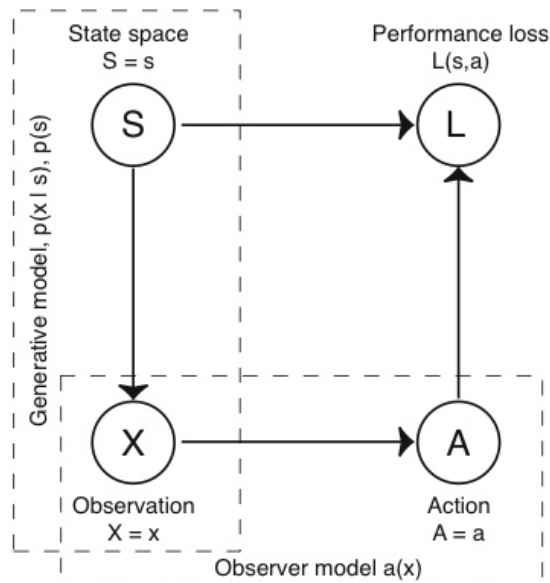 State space
S = s
Performance loss
L(s,a)
S
L
Generative model, p(x | s), p(s)
X
A
Observation
X = x
Action
A = a
Observer model a(x)